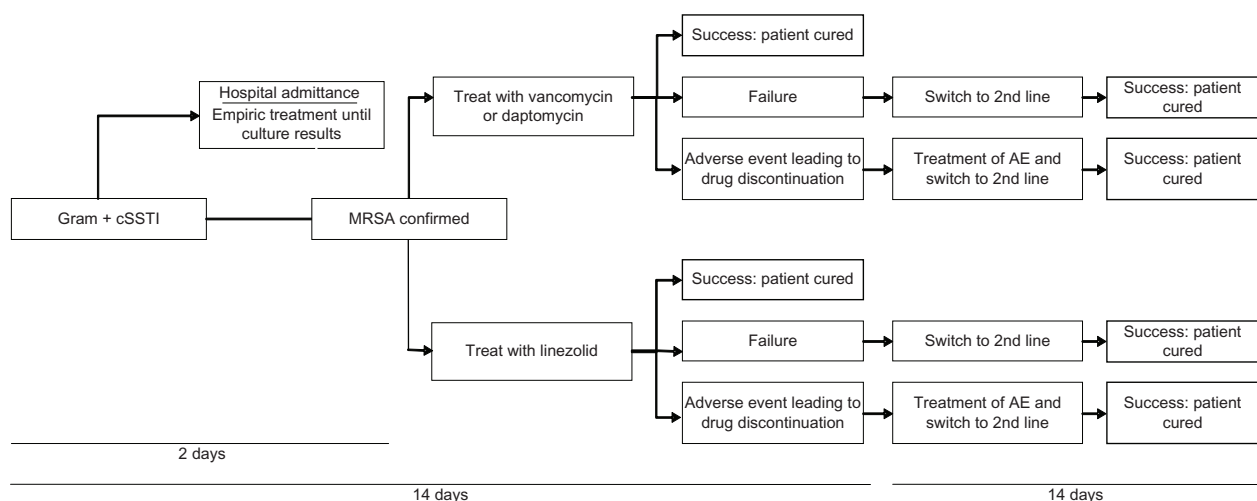 Success: patient cured
Hospital admittance
Empiric treatment until
culture results
Treat with vancomycin
or daptomycin
Failure
Switch to 2nd line
Success: patient
cured
Adverse event leading to
drug discontinuation
Treatment of AE and
switch to 2nd line
Success: patient
cured
Gram + cSSTI
MRSA confirmed
Success: patient cured
Treat with linezolid
Failure
Switch to 2nd line
Success: patient
cured
Adverse event leading to
drug discontinuation
Treatment of AE and
switch to 2nd line
Success: patient
cured
2 days
14 days
14 days